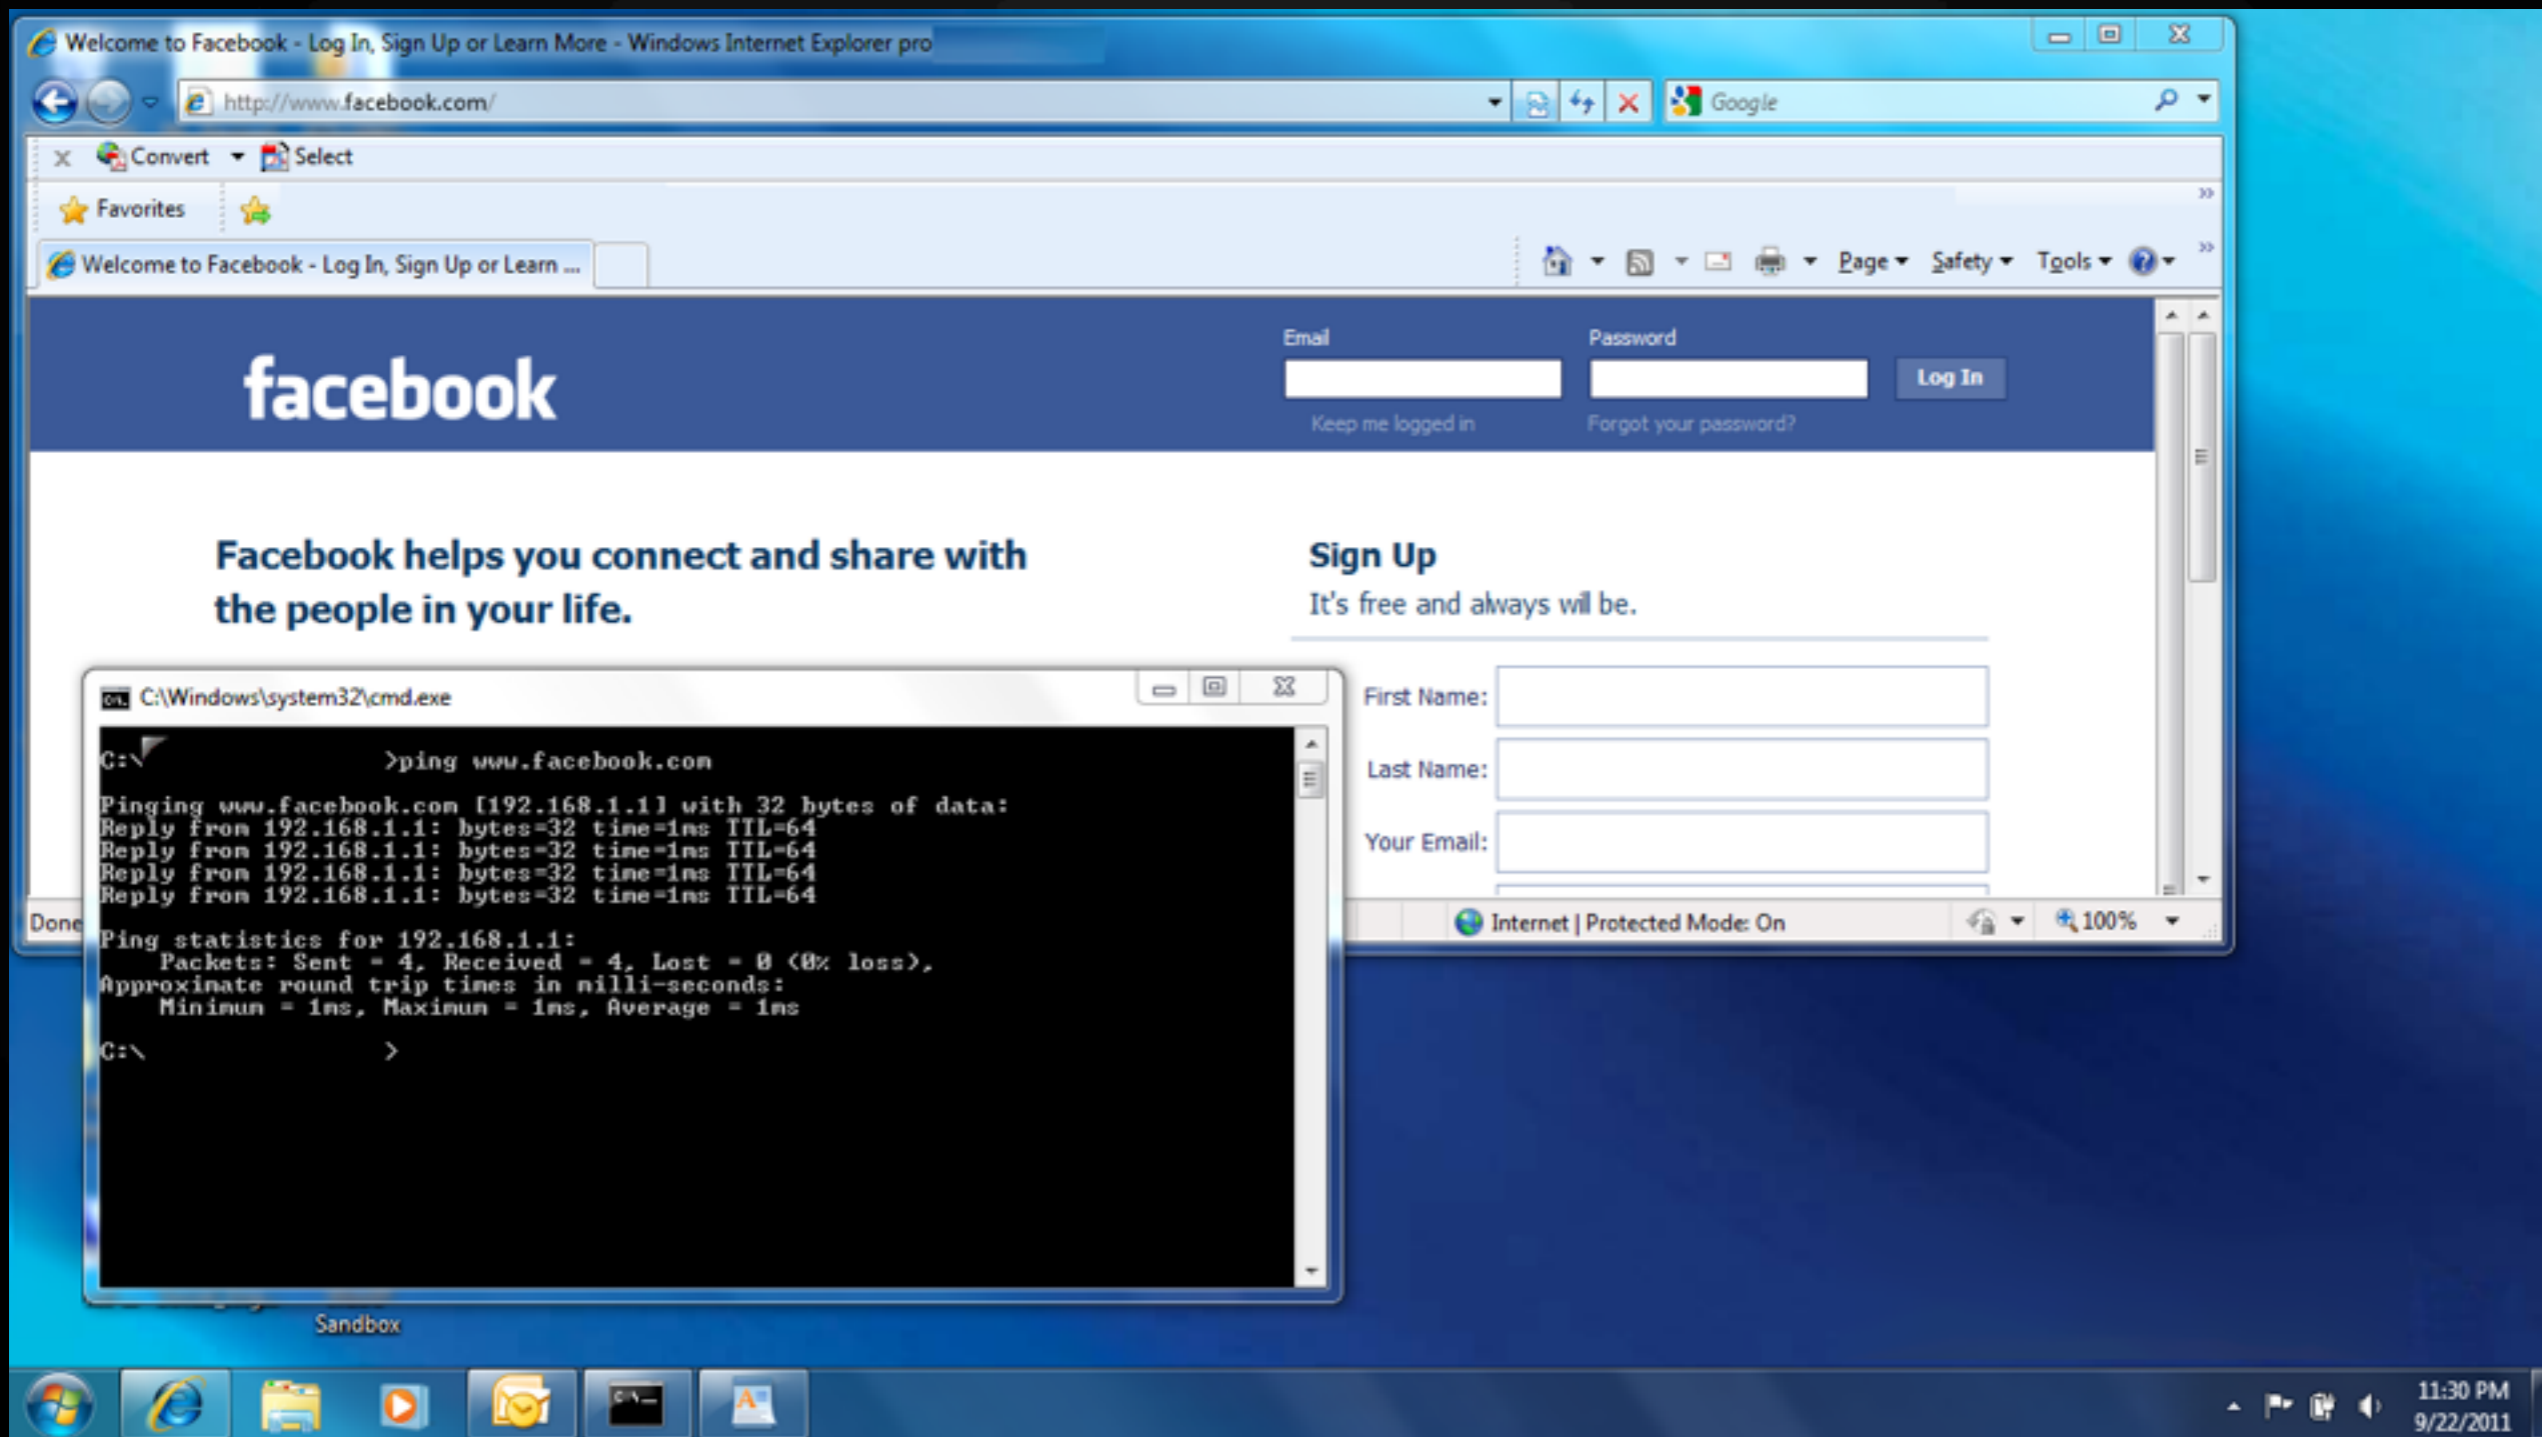 Welcome to Facebook - Log In, Sign Up or Learn More - Windows Internet Explorer pro
http://www.facebook.com/
Google
x Convert Select
Favorites
Welcome to Facebook - Log In, Sign Up or Learn ...
Page Safety Tools
Email Password
facebook
Log In
Keep me logged in Forgot your password?
Facebook helps you connect and share with
the people in your life.
Sign Up
It's free and always will be.
First Name:
Last Name:
Your Email:
C:\Windows\system32\cmd.exe
C:\ >ping www.facebook.com
Pinging www.facebook.com [192.168.1.1] with 32 bytes of data:
Reply from 192.168.1.1: bytes=32 time=1ms TTL=64
Reply from 192.168.1.1: bytes=32 time=1ms TTL=64
Reply from 192.168.1.1: bytes=32 time=1ms TTL=64
Reply from 192.168.1.1: bytes=32 time=1ms TTL=64
Ping statistics for 192.168.1.1:
Packets: Sent = 4, Received = 4, Lost = 0 (0% loss),
Approximate round trip times in milli-seconds:
Minimum = 1ms, Maximum = 1ms, Average = 1ms
C:\ >
Done
Internet | Protected Mode: On
100%
Sandbox
11:30 PM
9/22/2011